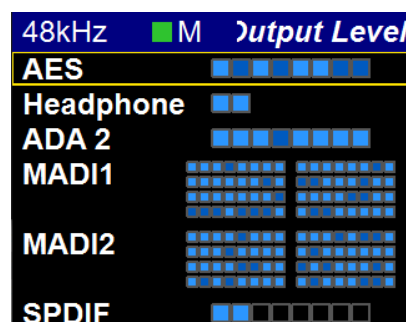 48kHz M Output Level
AES
Headphone
ADA 2
MADI1
MADI2
SPDIF